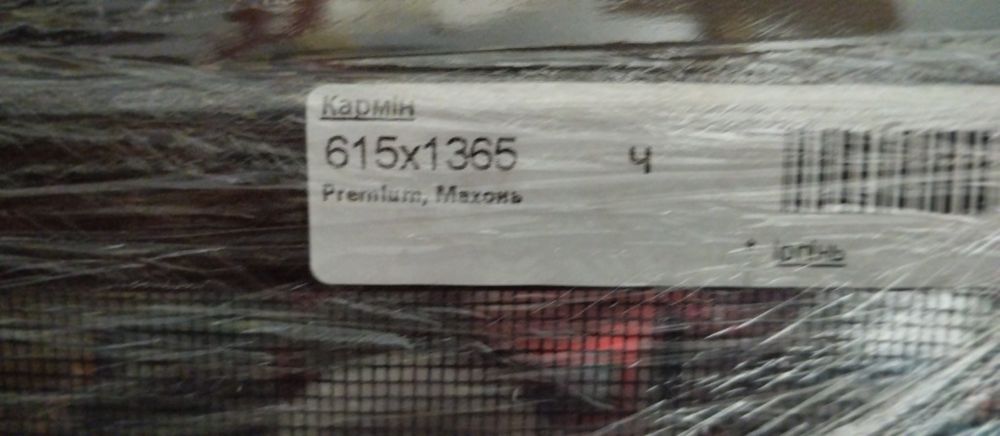 Кармін
615x1365 ч
Premium, Махонь
* Ірпінь